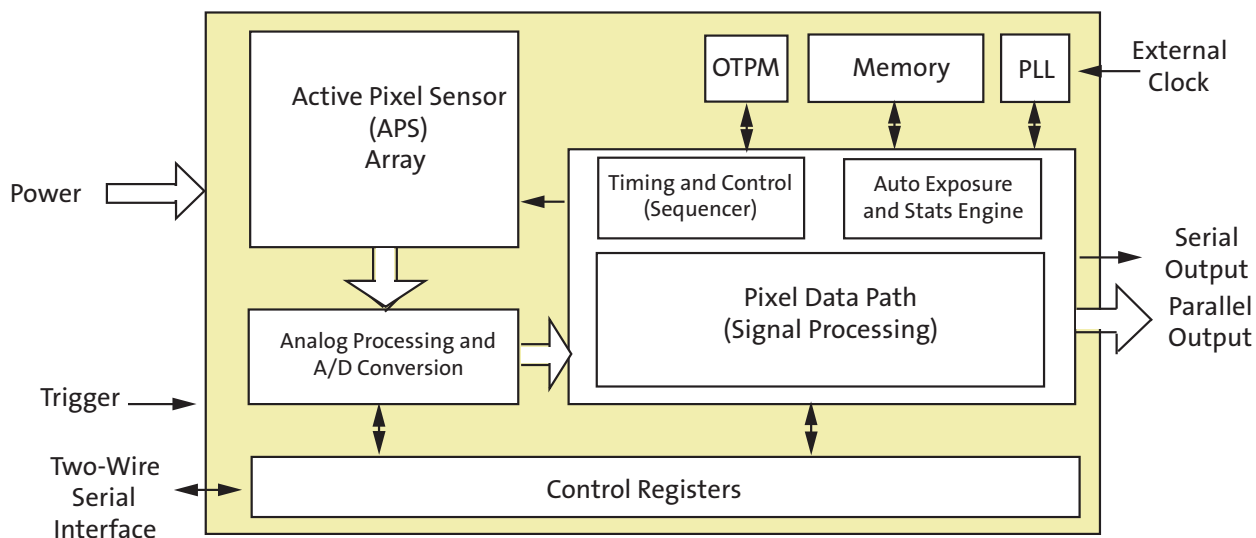 Active Pixel Sensor
(APS)
Array
OTPM
Memory
PLL
External
Clock
Power
Timing and Control
(Sequencer)
Auto Exposure
and Stats Engine
Serial
Output
Pixel Data Path
(Signal Processing)
Parallel
Output
Analog Processing and
A/D Conversion
Trigger
Two-Wire
Serial
Interface
Control Registers